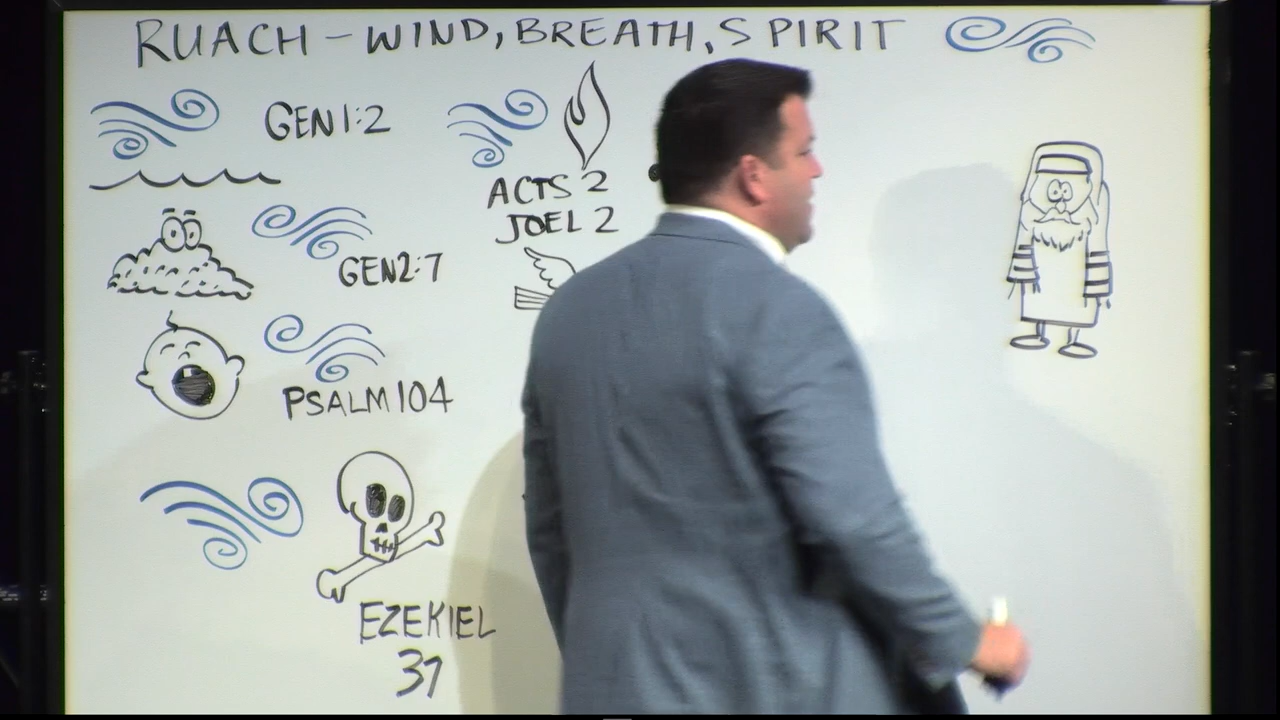 RUACH – WIND, BREATH, SPIRIT
GEN 1:2
GEN 2:7
PSALM 104
EZEKIEL
37
ACTS 2
JOEL 2